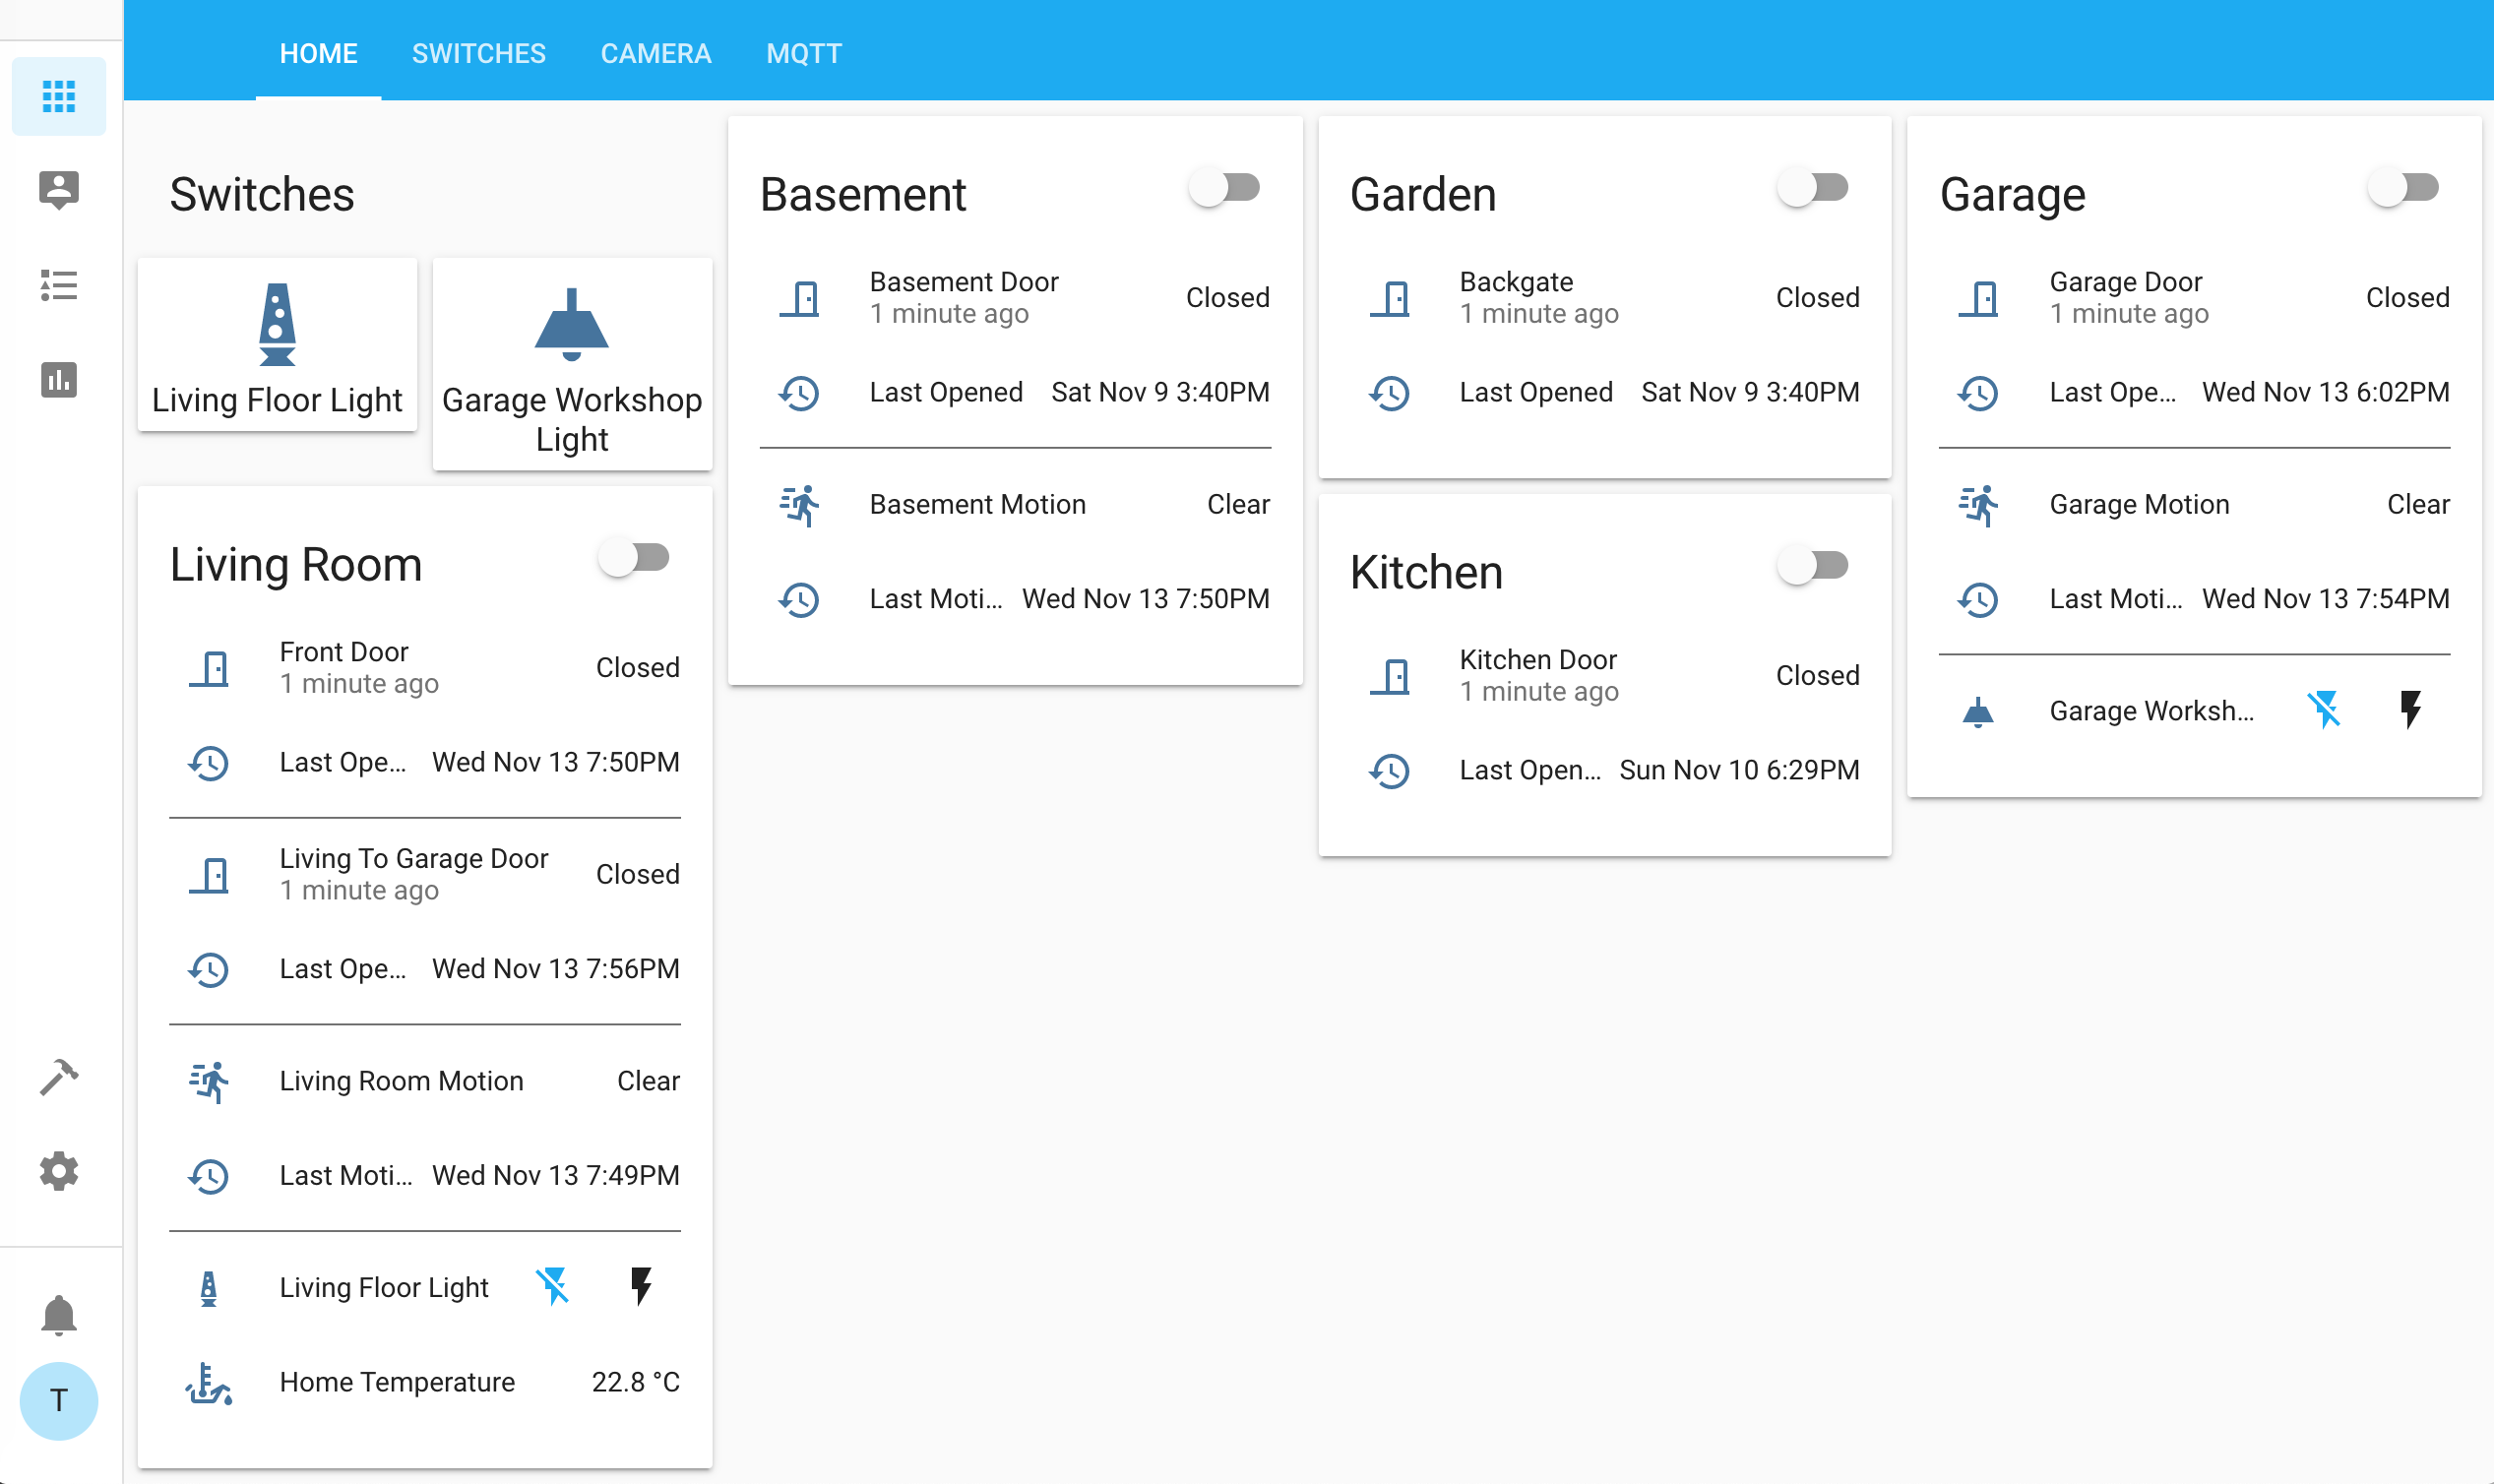 HOME SWITCHES CAMERA MQTT
Switches
Living Floor Light
Garage Workshop
Light
Living Room
Front Door
1 minute ago
Closed
Last Ope... Wed Nov 13 7:50PM
Living To Garage Door
1 minute ago
Closed
Last Ope... Wed Nov 13 7:56PM
Living Room Motion Clear
Last Moti... Wed Nov 13 7:49PM
Living Floor Light
Home Temperature 22.8 °C
Basement
Basement Door
1 minute ago
Closed
Last Opened Sat Nov 9 3:40PM
Basement Motion Clear
Last Moti... Wed Nov 13 7:50PM
Garden
Backgate
1 minute ago
Closed
Last Opened Sat Nov 9 3:40PM
Kitchen
Kitchen Door
1 minute ago
Closed
Last Open... Sun Nov 10 6:29PM
Garage
Garage Door
1 minute ago
Closed
Last Ope... Wed Nov 13 6:02PM
Garage Motion Clear
Last Moti... Wed Nov 13 7:54PM
Garage Worksh...
T